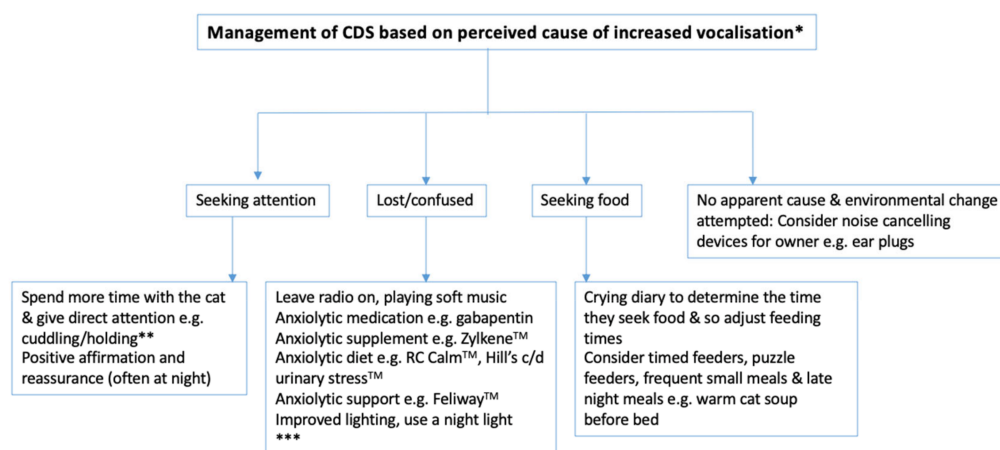 Management of CDS based on perceived cause of increased vocalisation*
Seeking attention
Lost/confused
Seeking food
No apparent cause & environmental change
attempted: Consider noise cancelling
devices for owner e.g. ear plugs
Spend more time with the cat
& give direct attention e.g.
cuddling/holding**
Positive affirmation and
reassurance (often at night)
Leave radio on, playing soft music
Anxiolytic medication e.g. gabapentin
Anxiolytic supplement e.g. Zylkene™
Anxiolytic diet e.g. RC Calm™, Hill’s c/d
urinary stress™
Anxiolytic support e.g. Feliway™
Improved lighting, use a night light
***
Crying diary to determine the time
they seek food & so adjust feeding
times
Consider timed feeders, puzzle
feeders, frequent small meals & late
night meals e.g. warm cat soup
before bed